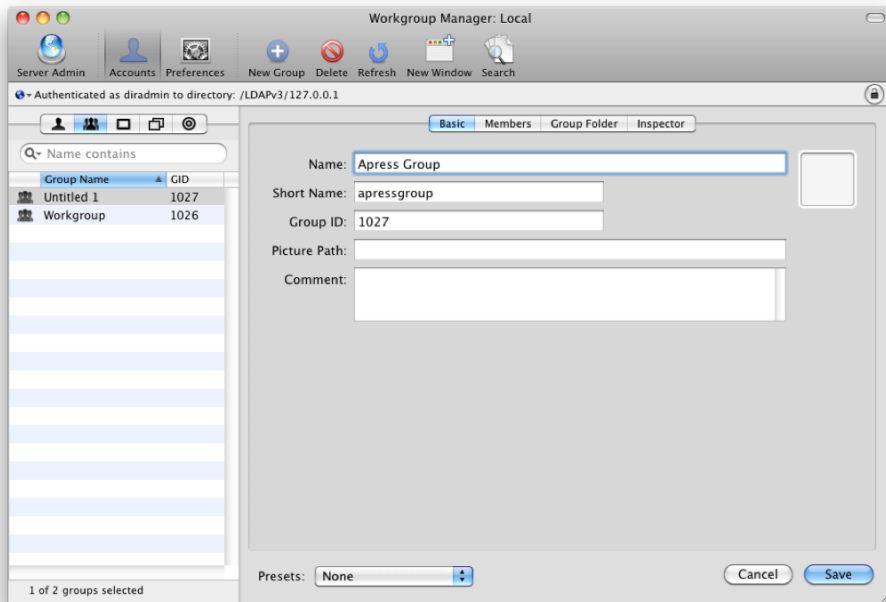 Workgroup Manager: Local
Server Admin Accounts Preferences New Group Delete Refresh New Window Search
Authenticated as diradmin to directory: /LDAPv3/127.0.0.1
Name contains
Group Name GID
Untitled 1 1027
Workgroup 1026
1 of 2 groups selected
Basic Members Group Folder Inspector
Name: Apress Group
Short Name: apressgroup
Group ID: 1027
Picture Path:
Comment:
Presets: None
Cancel Save